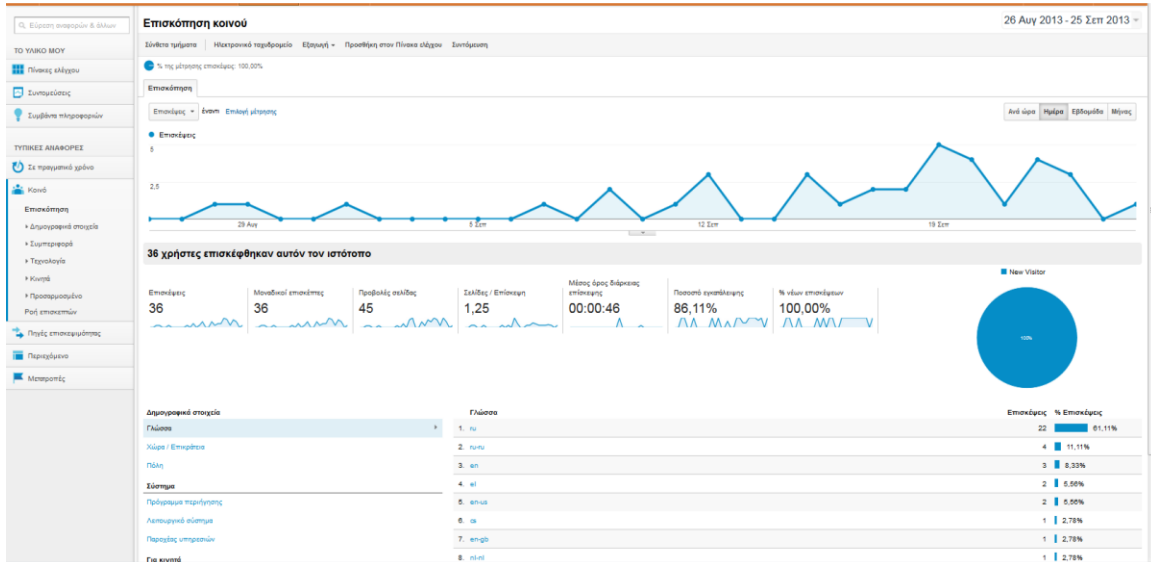 Εύρεση αναφορών & άλλων
ΤΟ ΥΛΙΚΟ ΜΟΥ
Πίνακες ελέγχου
Συντομεύσεις
Συμβάντα πληροφοριών
ΤΥΠΙΚΕΣ ΑΝΑΦΟΡΕΣ
Σε πραγματικό χρόνο
Κοινό
Επισκόπηση
Δημογραφικά στοιχεία
Συμπεριφορά
Τεχνολογία
Κινητά
Προσαρμοσμένο
Ροή επισκεπτών
Πηγές επισκεψιμότητας
Περιεχόμενο
Μετατροπές
Επισκόπηση κοινού
26 Αυγ 2013 - 25 Σεπ 2013
Σύνθετα τμήματα Ηλεκτρονικό ταχυδρομείο Εξαγωγή Προσθήκη στον Πίνακα ελέγχου Συντόμευση
% της μέτρησης επισκέψεις: 100,00%
Επισκόπηση
Επισκέψεις έναντι Επιλογή μέτρησης
Ανά ώρα Ημέρα Εβδομάδα Μήνας
Επισκέψεις
5
2,5
29 Αυγ 5 Σεπ 12 Σεπ 19 Σεπ
36 χρήστες επισκέφθηκαν αυτόν τον ιστότοπο
Επισκέψεις
36
Μοναδικοί επισκέπτες
36
Προβολές σελίδας
45
Σελίδες / Επίσκεψη
1,25
Μέσος όρος διάρκειας
επίσκεψης
00:00:46
Ποσοστό εγκατάλειψης
86,11%
% νέων επισκέψεων
100,00%
New Visitor
100%
Δημογραφικά στοιχεία
Γλώσσα
Χώρα / Επικράτεια
Πόλη
Σύστημα
Πρόγραμμα περιήγησης
Λειτουργικό σύστημα
Παροχέας υπηρεσιών
Για κινητά
Γλώσσα Επισκέψεις % Επισκέψεις
1. ru 22 61,11%
2. ru-ru 4 11,11%
3. en 3 8,33%
4. el 2 5,56%
5. en-us 2 5,56%
6. cs 1 2,78%
7. en-gb 1 2,78%
8. nl-nl 1 2,78%